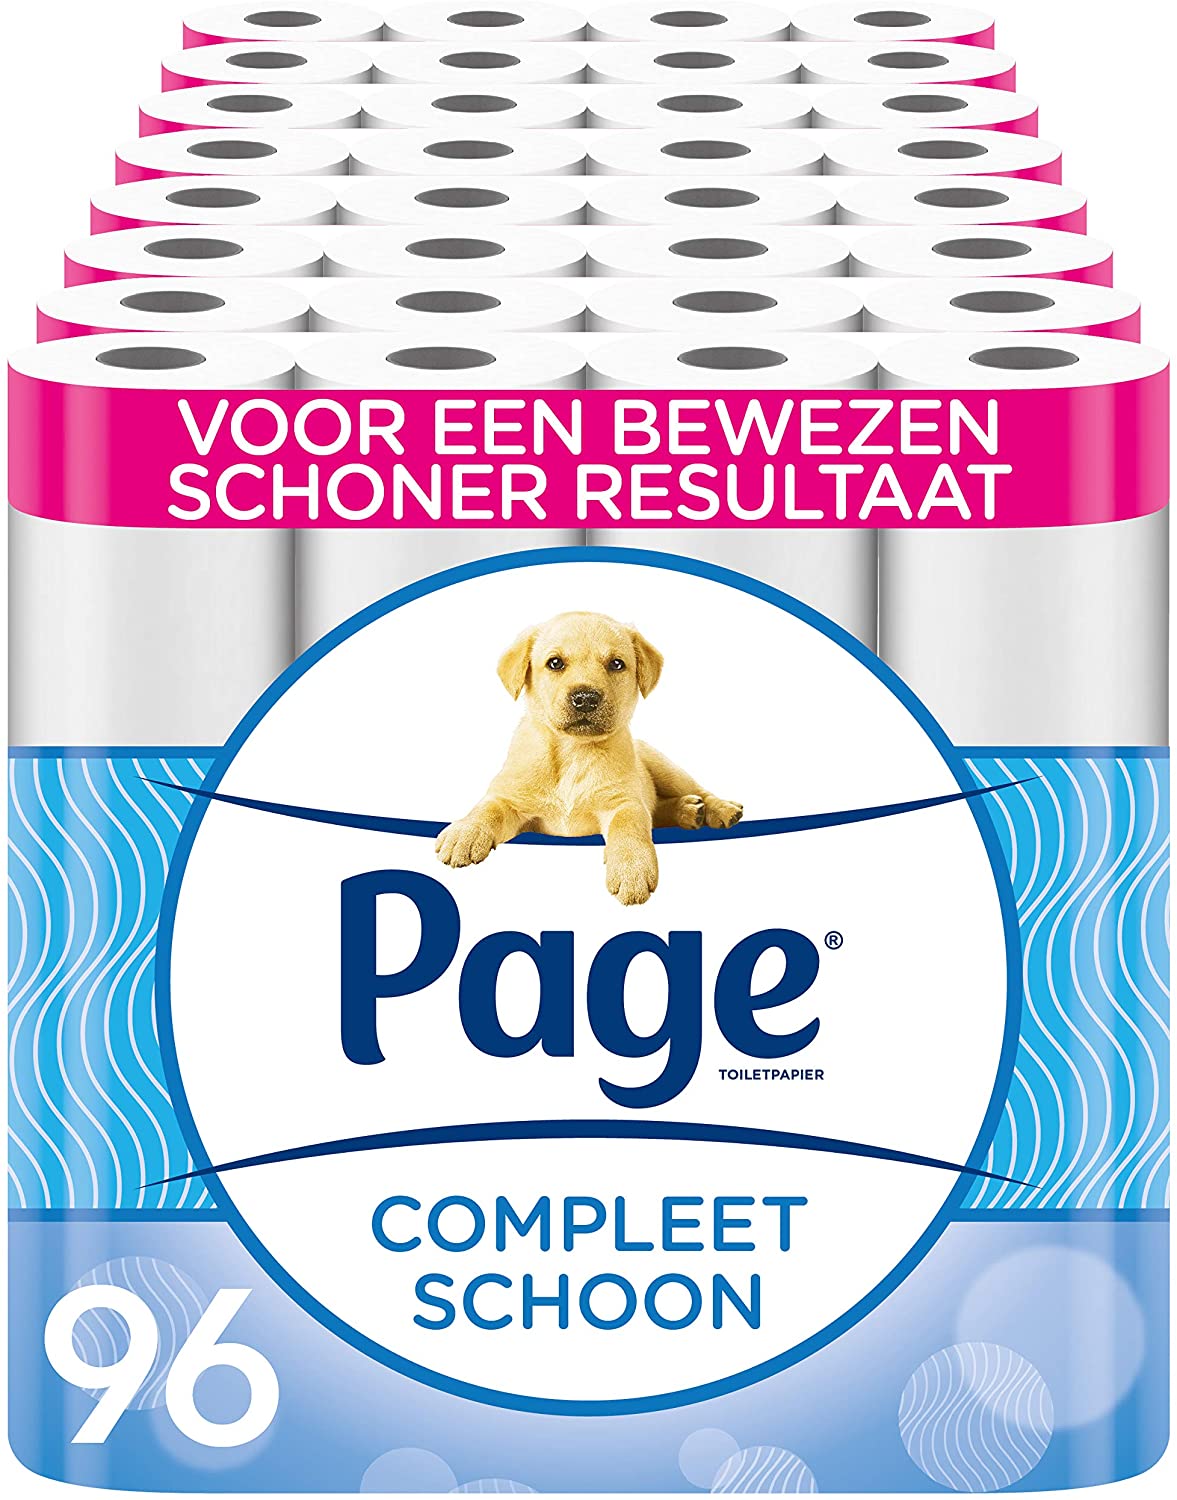 VOOR EEN BEWEZEN
SCHONER RESULTAAT
Page®
TOILETPAPIER
COMPLEET
SCHOON
96